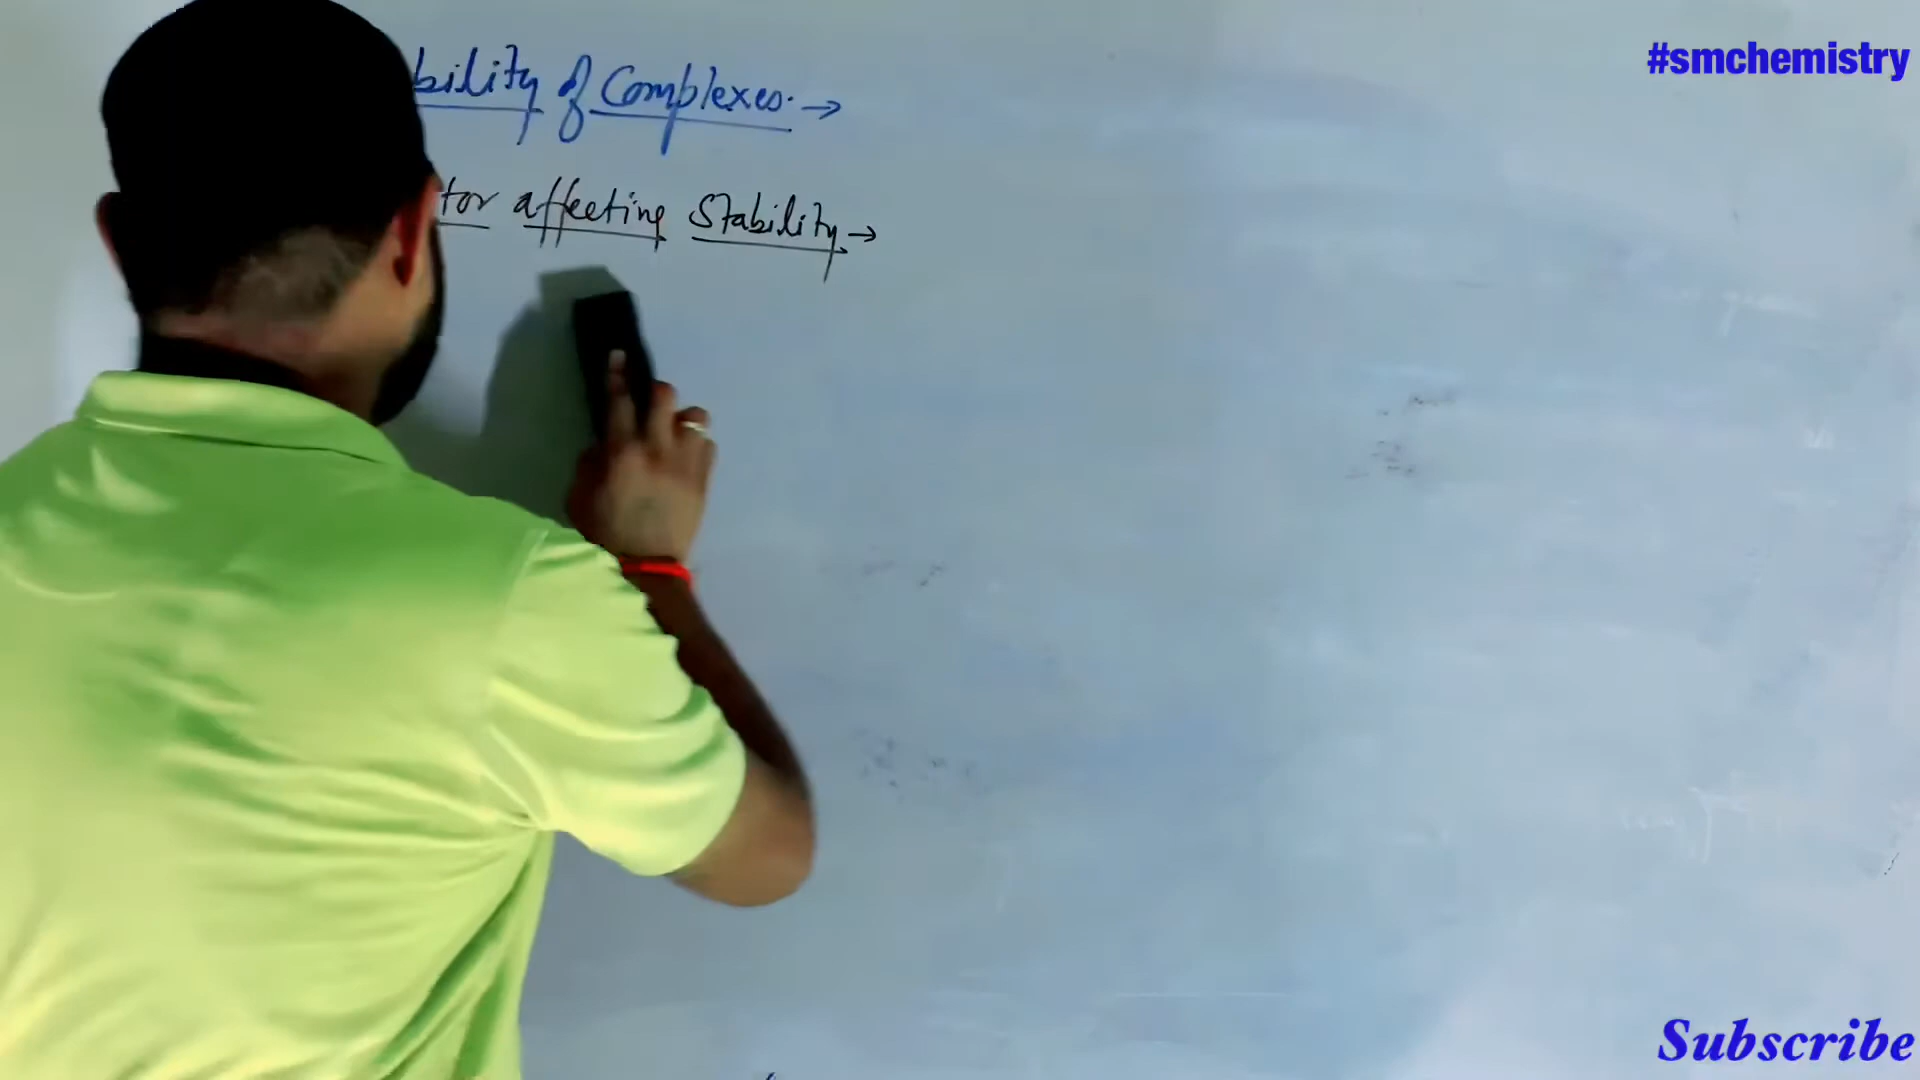 #smchemistry
bility of Complexes. →
tor affecting Stability →
Subscribe